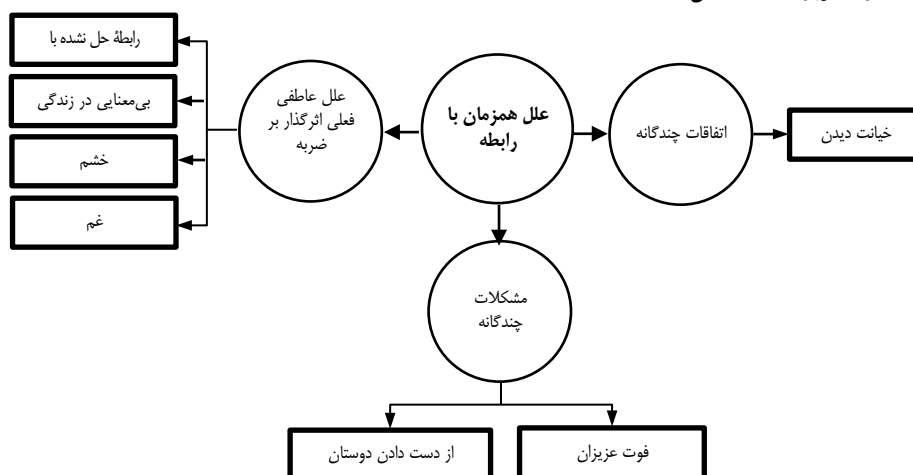 علل همزمان با
رابطه
اتفاقات چندگانه
خیانت دیدن
علل عاطفی
فعلی اثرگذار بر
ضربه
رابطهٔ حل نشده با
بی‌معنایی در زندگی
خشم
غم
مشکلات
چندگانه
فوت عزیزان
از دست دادن دوستان